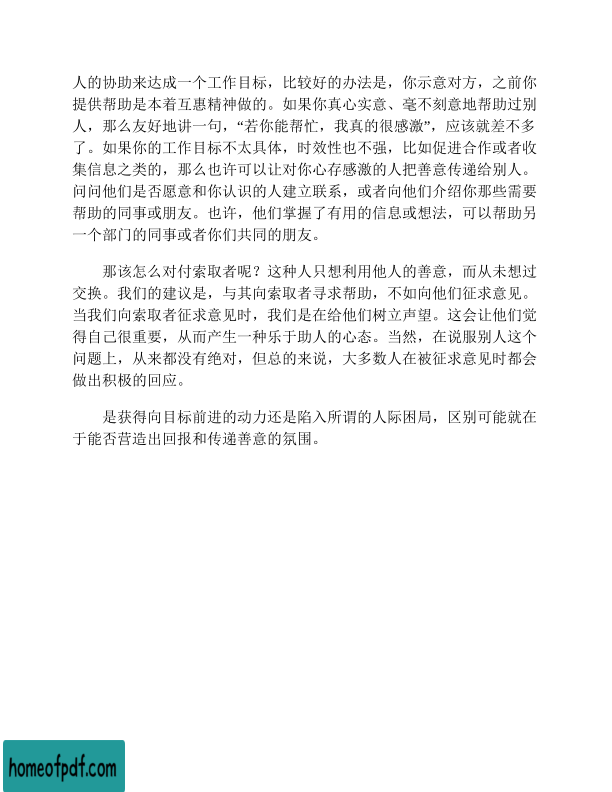 人的协助来达成一个工作目标，比较好的办法是，你示意对方，之前你
提供帮助是本着互惠精神做的。如果你真心实意、毫不刻意地帮助过别
人，那么友好地讲一句，“若你能帮忙，我真的很感激”，应该就差不多
了。如果你的工作目标不太具体，时效性也不强，比如促进合作或者收
集信息之类的，那么也许可以让对你心存感激的人把善意传递给别人。
问问他们是否愿意和你认识的人建立联系，或者向他们介绍你那些需要
帮助的同事或朋友。也许，他们掌握了有用的信息或想法，可以帮助另
一个部门的同事或者你们共同的朋友。
那该怎么对付索取者呢？这种人只想利用他人的善意，而从未想过
交换。我们的建议是，与其向索取者寻求帮助，不如向他们征求意见。
当我们向索取者征求意见时，我们是在给他们树立声望。这会让他们觉
得自己很重要，从而产生一种乐于助人的心态。当然，在说服别人这个
问题上，从来都没有绝对，但总的来说，大多数人在被征求意见时都会
做出积极的回应。
是获得向目标前进的动力还是陷入所谓的人际困局，区别可能就在
于能否营造出回报和传递善意的氛围。
homeofpdf.com